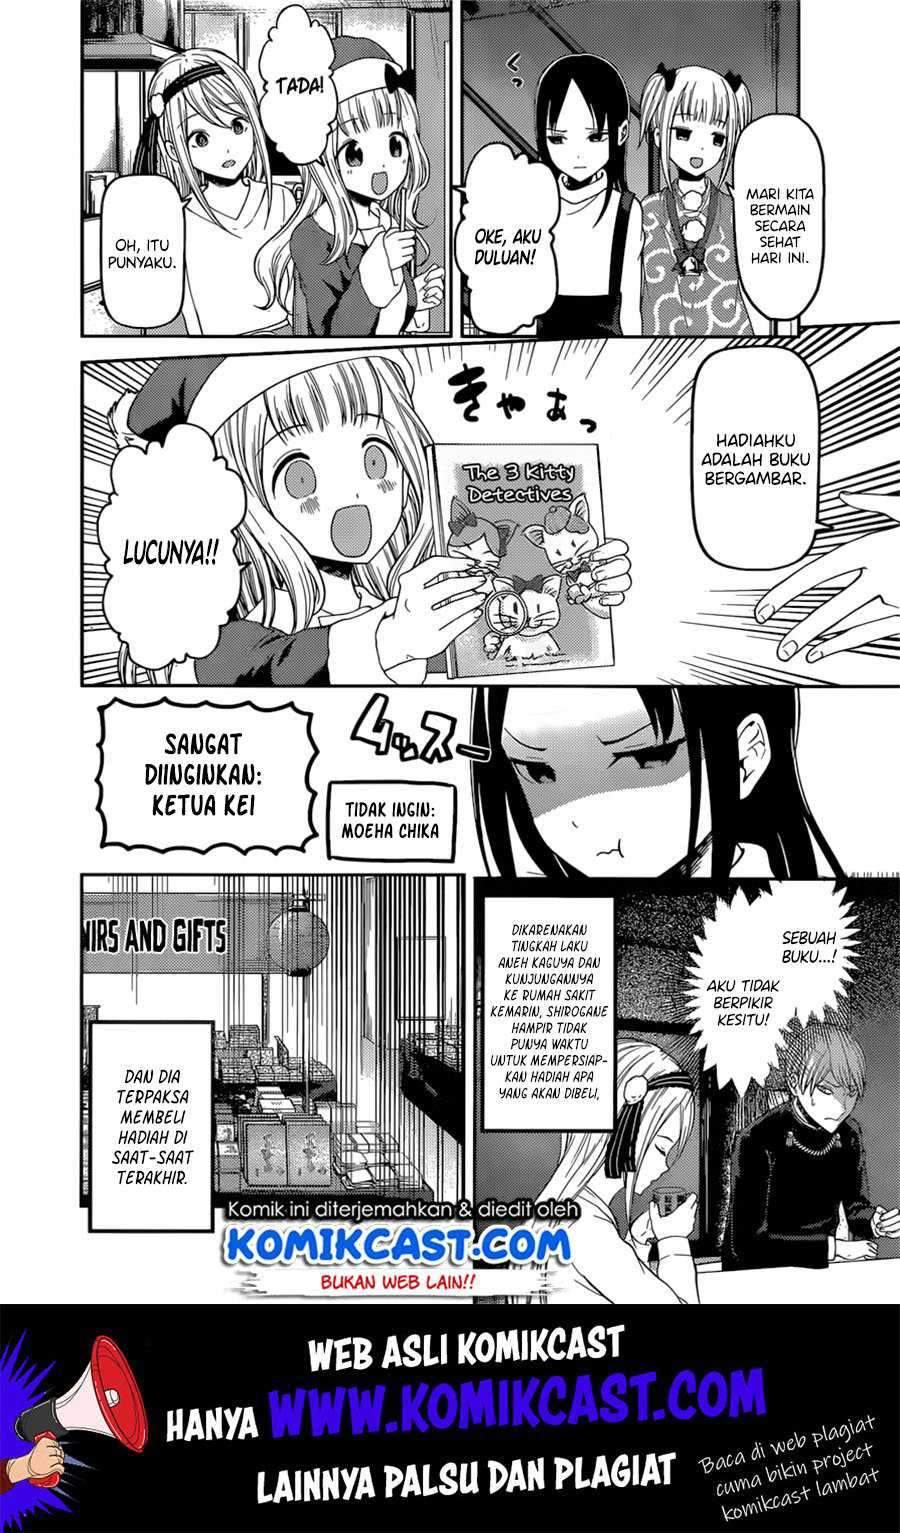 MARI KITA
BERMAIN
SECARA
SEHAT
HARI INI.
OKE, AKU
DULUAN!
TADA!
OH, ITU
PUNYAKU.
HADIAHKU
ADALAH BUKU
BERGAMBAR.
きゃぁっ
The 3 Kitty
Detectives
LUCUNYA!!
ムッスー
SANGAT
DIINGINKAN:
KETUA KEI
TIDAK INGIN:
MOEHA CHIKA
SEBUAH
BUKU...!
AKU TIDAK
BERPIKIR
KESITU!
DIKARENAKAN
TINGKAH LAKU
ANEH KAGUYA DAN
KUNJUNGANNYA
KE RUMAH SAKIT
KEMARIN, SHIROGANE
HAMPIR TIDAK
PUNYA WAKTU
UNTUK MEMPERSIAP-
KAN HADIAH APA
YANG AKAN DIBELI,
NIRS AND GIFTS
DAN DIA
TERPAKSA
MEMBELI
HADIAH DI
SAAT-SAAT
TERAKHIR.
Komik ini diterjemahkan & diedit oleh
KOMIKCAST.COM
BUKAN WEB LAIN!!
WEB ASLI KOMIKCAST
HANYA WWW.KOMIKCAST.COM
LAINNYA PALSU DAN PLAGIAT
Baca di web plagiat
cuma bikin project
komikcast lambat